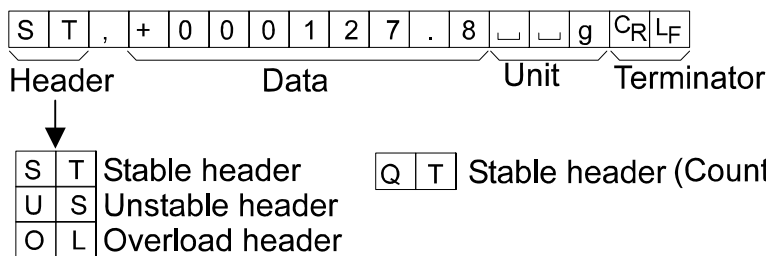 S T , + 0 0 0 1 2 7 . 8 ⎵ ⎵ g CR LF
Header Data Unit Terminator
S T Stable header Q T Stable header (Count
U S Unstable header
O L Overload header